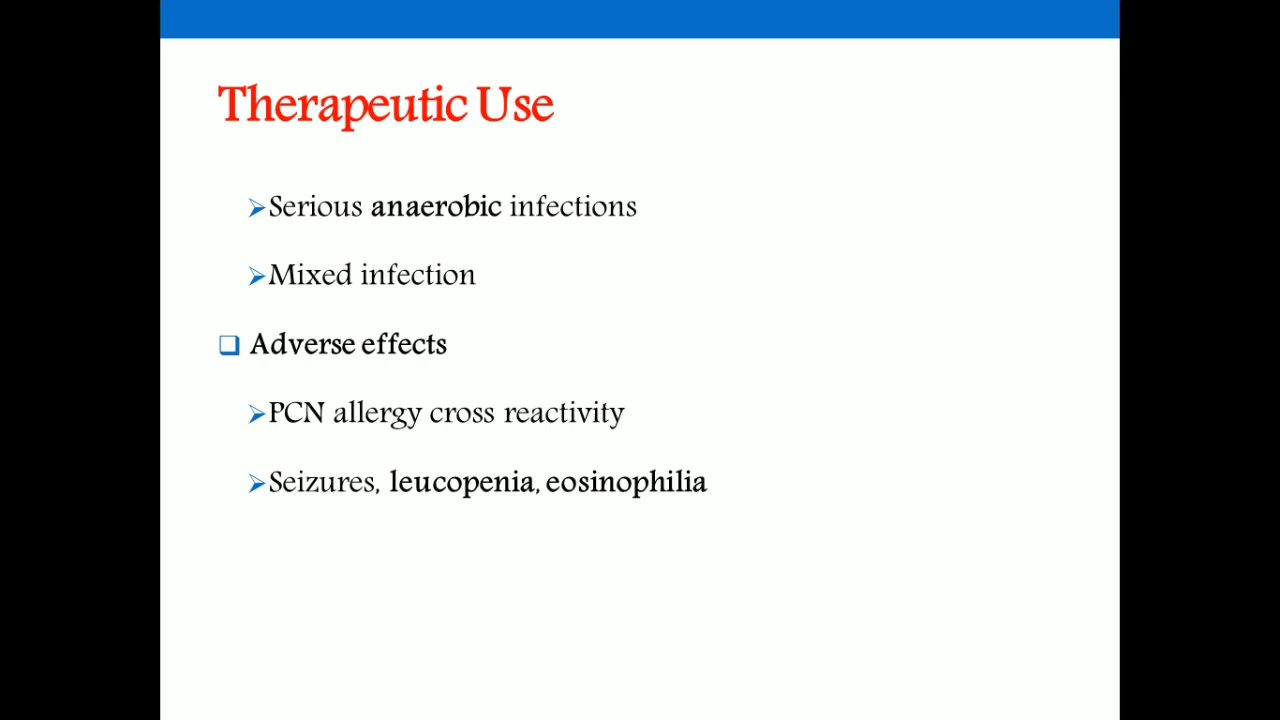 Therapeutic Use
Serious anaerobic infections
Mixed infection
Adverse effects
PCN allergy cross reactivity
Seizures, leucopenia, eosinophilia